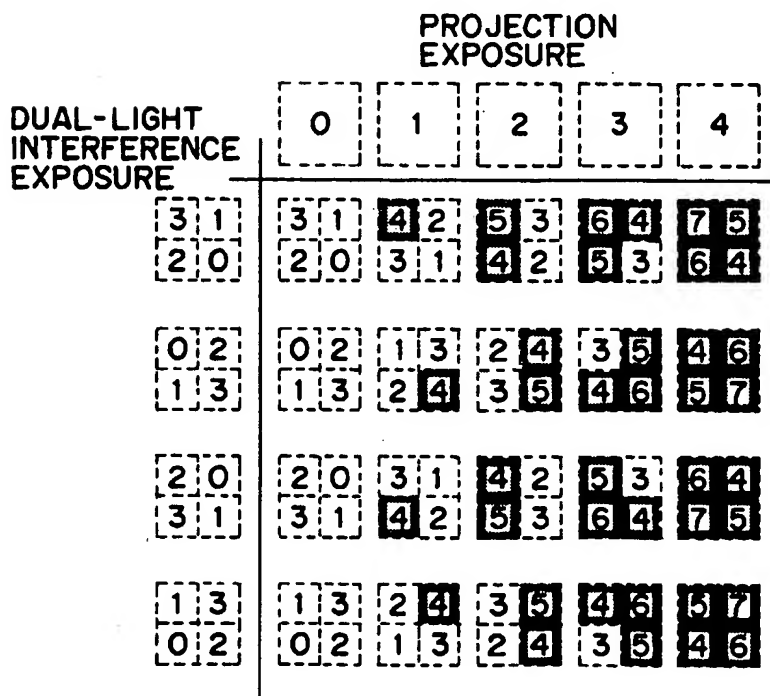 PROJECTION
EXPOSURE
DUAL-LIGHT
INTERFERENCE
EXPOSURE
0 1 2 3 4
3 1 3 1 4 2 5 3 6 4 7 5
2 0 2 0 3 1 4 2 5 3 6 4
0 2 0 2 1 3 2 4 3 5 4 6
1 3 1 3 2 4 3 5 4 6 5 7
2 0 2 0 3 1 4 2 5 3 6 4
3 1 3 1 4 2 5 3 6 4 7 5
1 3 1 3 2 4 3 5 4 6 5 7
0 2 0 2 1 3 2 4 3 5 4 6